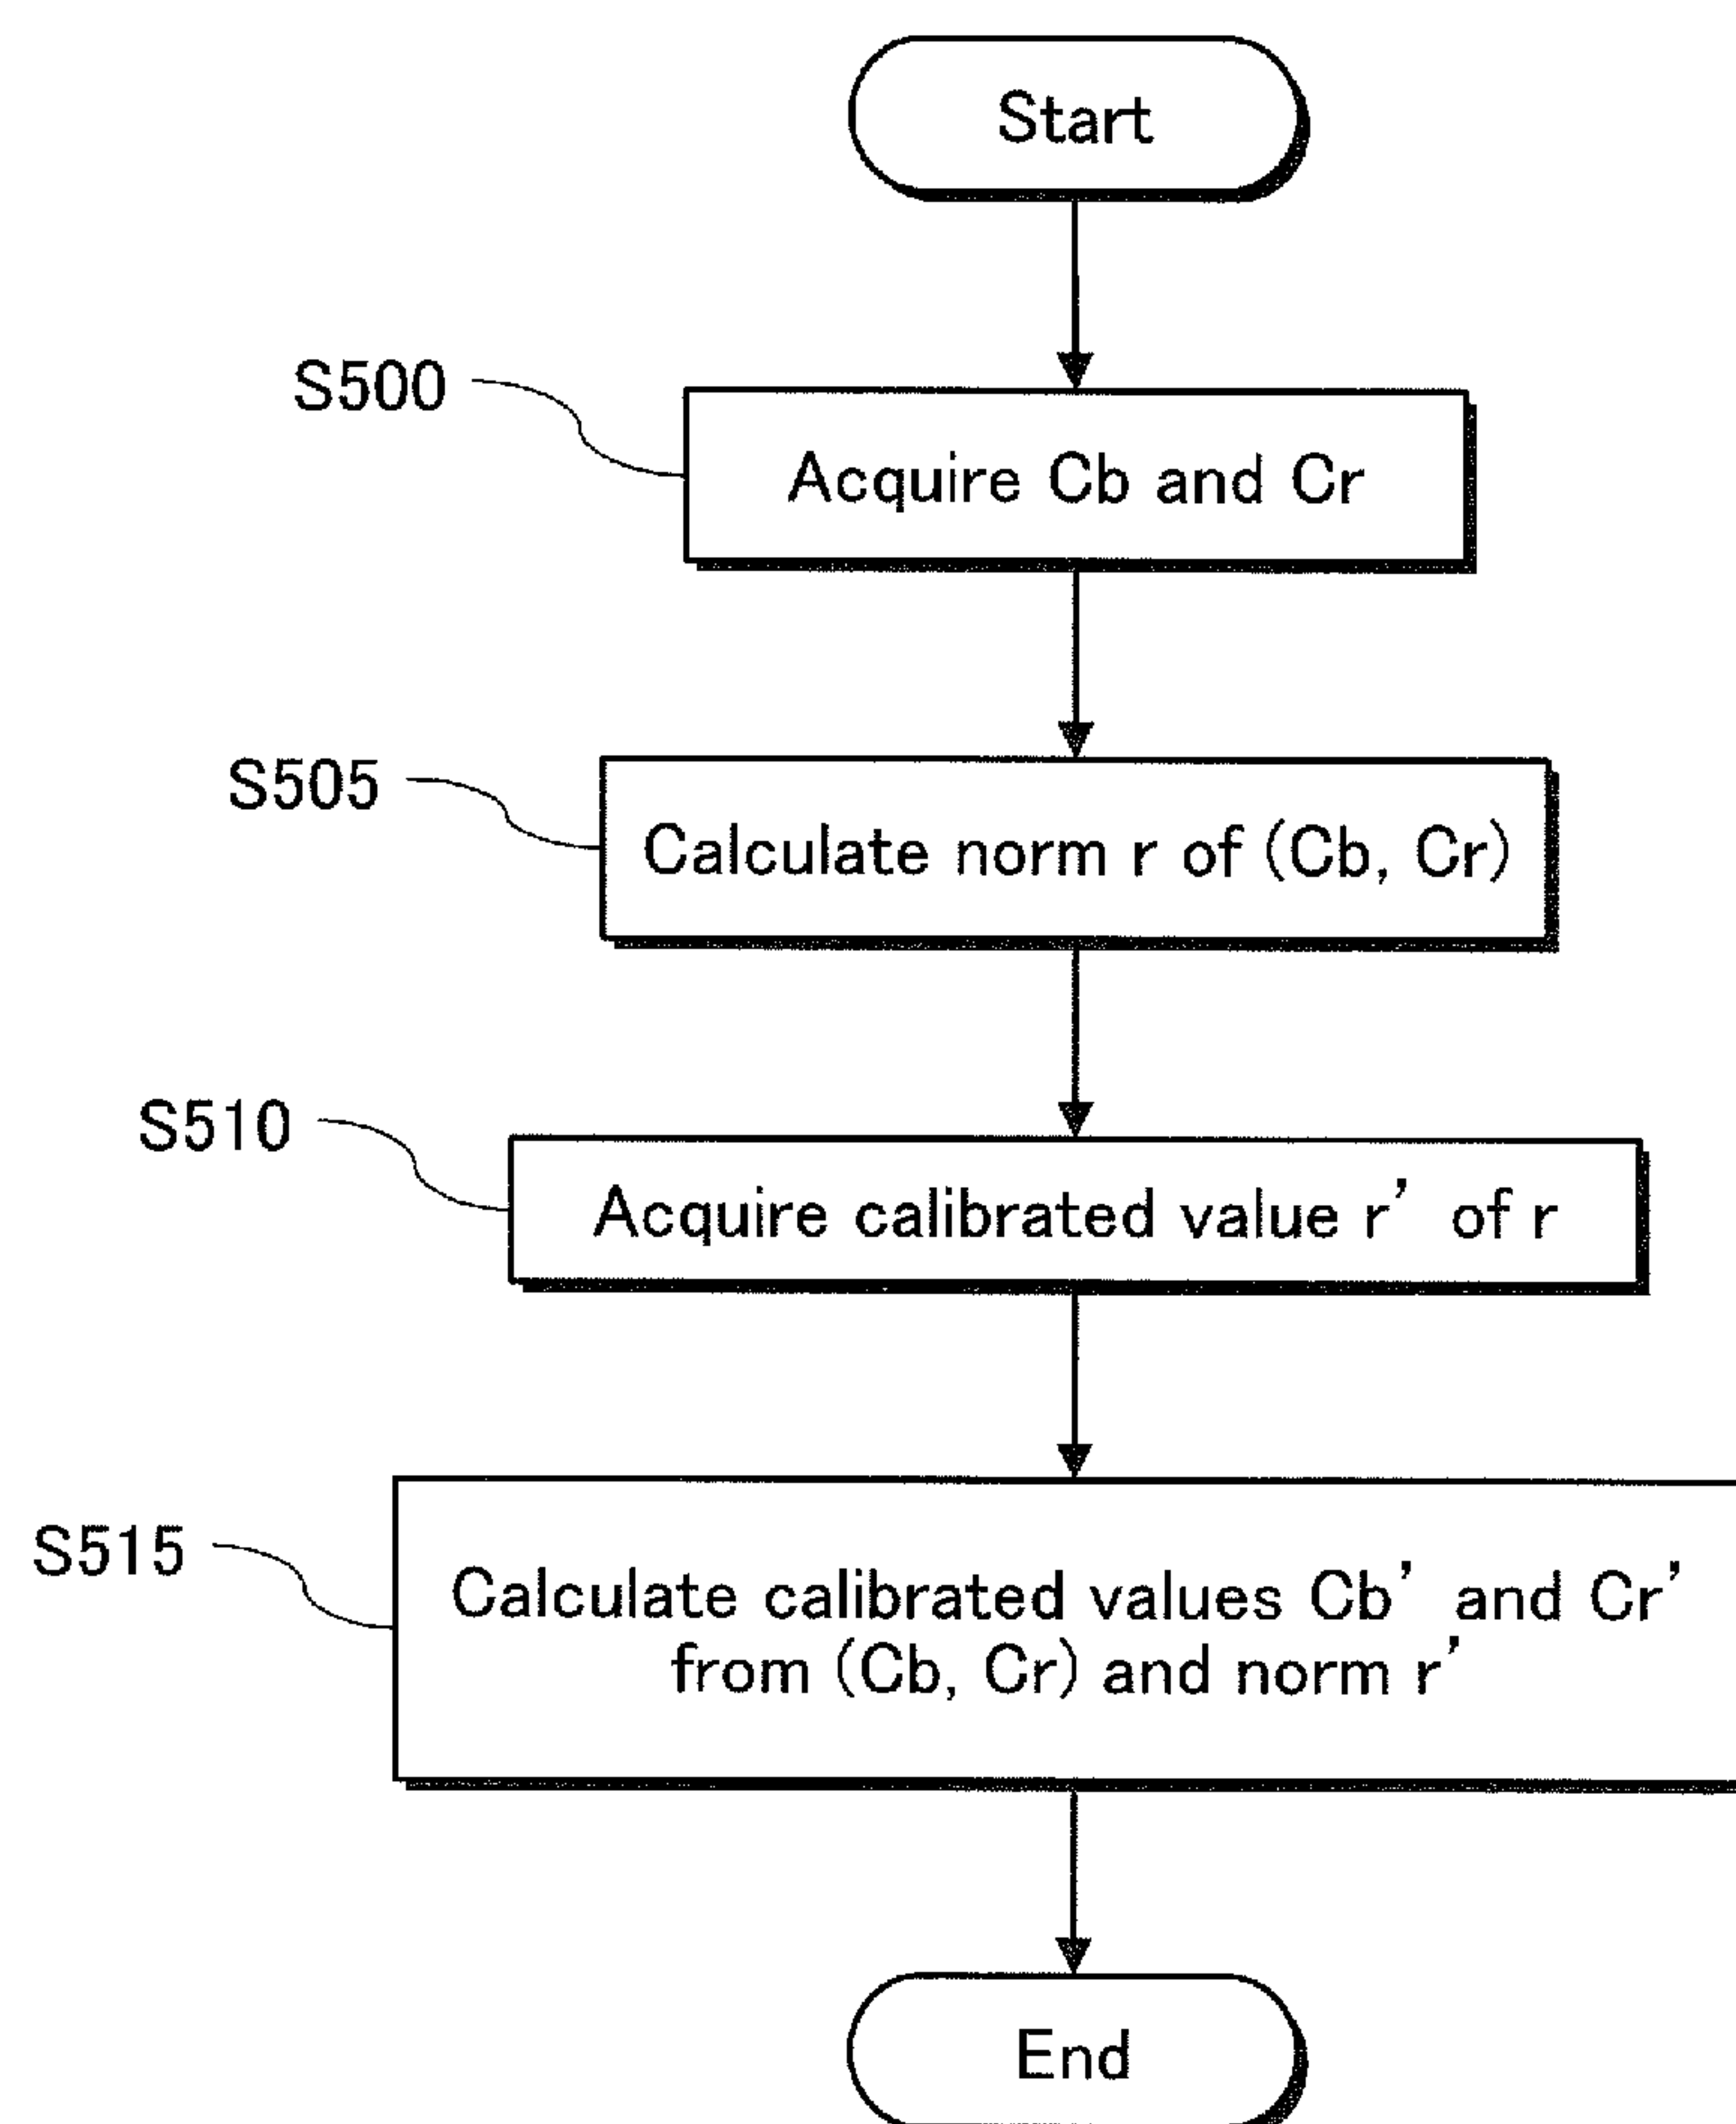 Start
S500
Acquire Cb and Cr
S505
Calculate norm r of (Cb, Cr)
S510
Acquire calibrated value r' of r
S515
Calculate calibrated values Cb' and Cr'
from (Cb, Cr) and norm r'
End